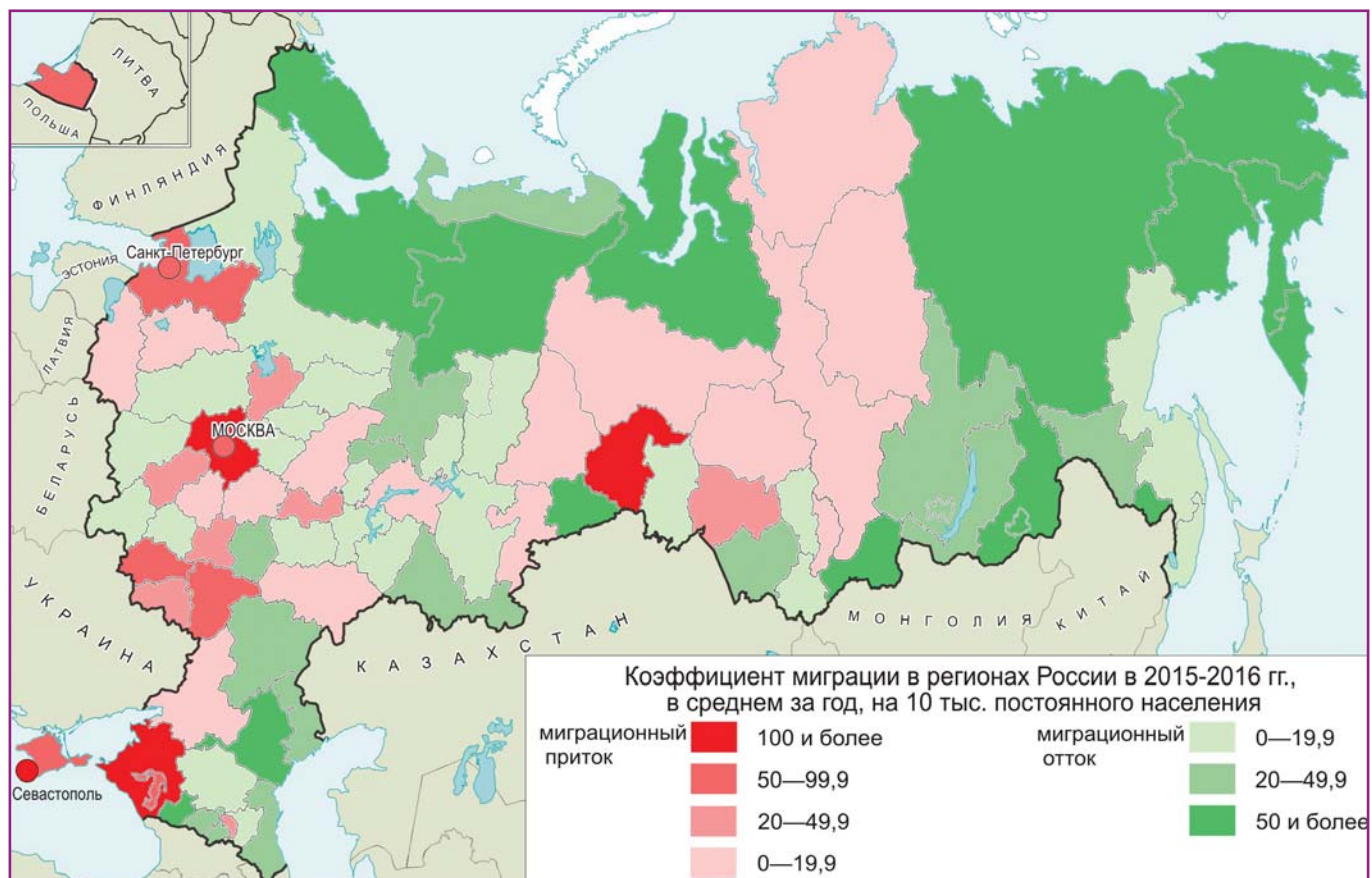 ЛИТВА
ПОЛЬША
ФИНЛЯНДИЯ
Санкт-Петербург
ЭСТОНИЯ
ЛАТВИЯ
БЕЛАРУСЬ
МОСКВА
УКРАИНА
КАЗАХСТАН
МОНГОЛИЯ
КИТАЙ
Севастополь
Коэффициент миграции в регионах России в 2015-2016 гг.,
в среднем за год, на 10 тыс. постоянного населения
миграционный
приток
100 и более
50—99,9
20—49,9
0—19,9
миграционный
отток
0—19,9
20—49,9
50 и более